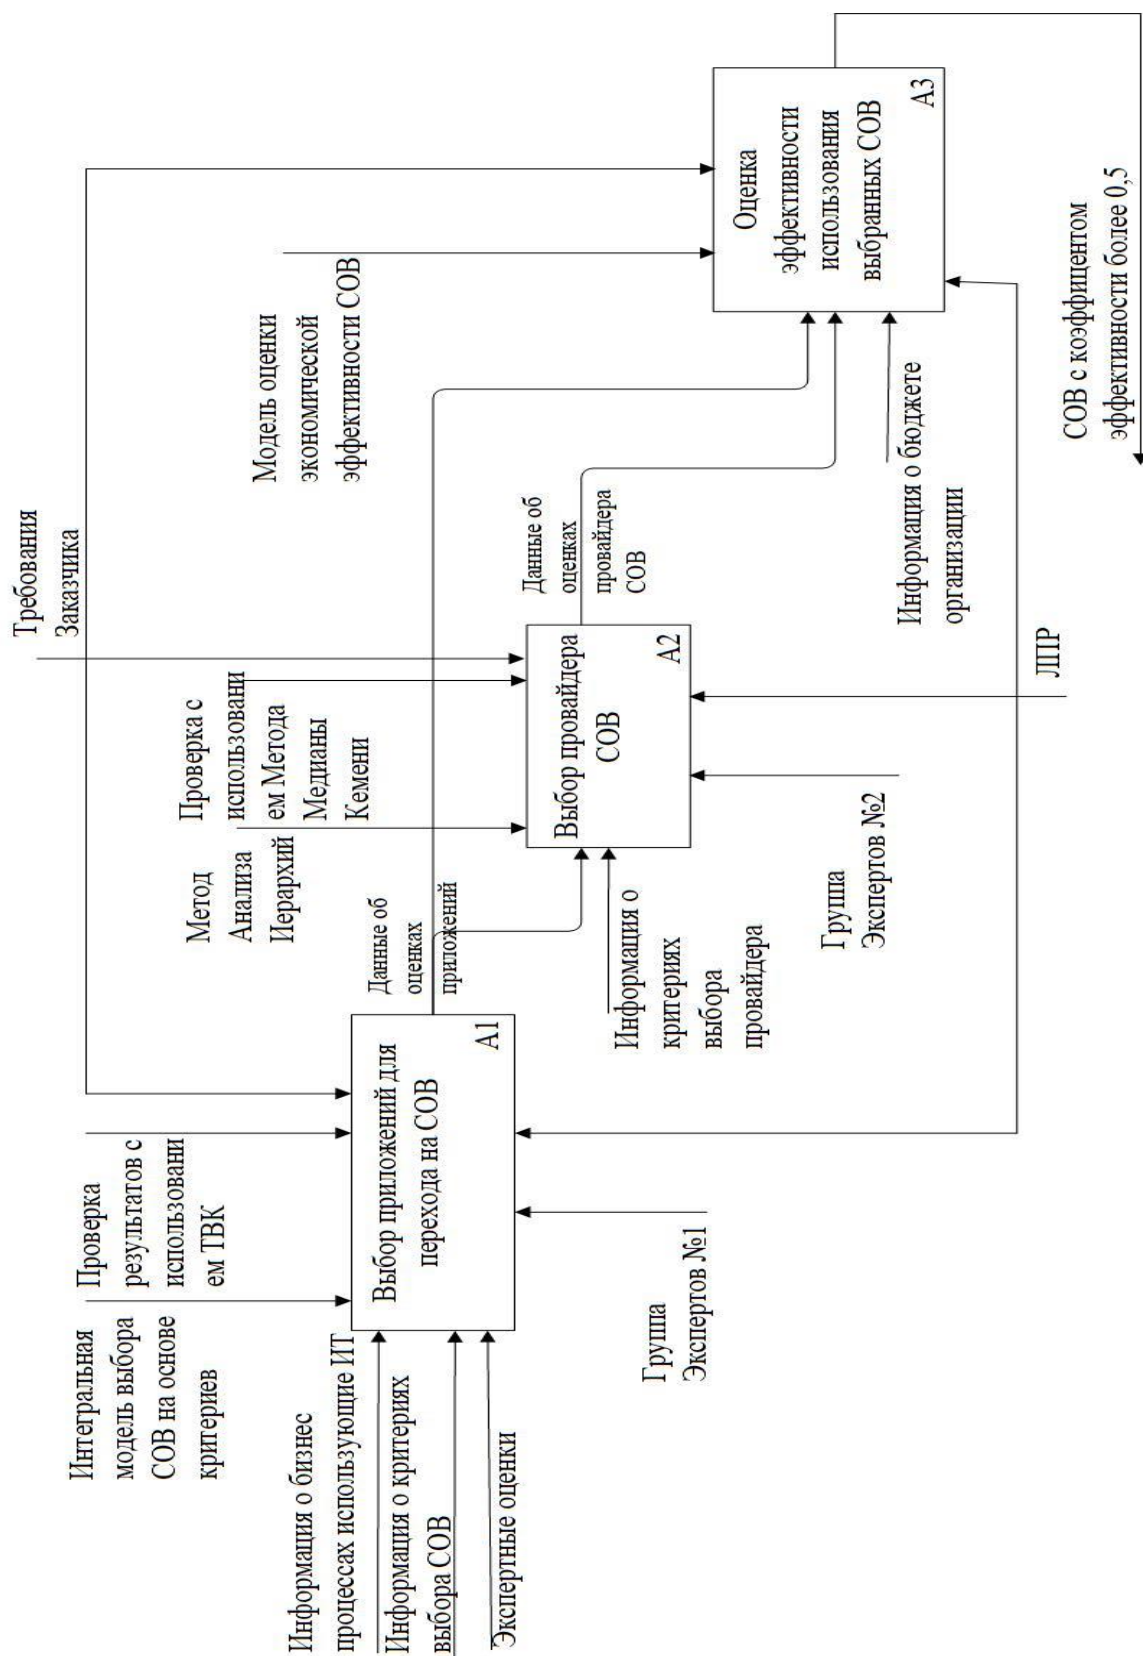 Требования
Заказчика
Интегральная
модель выбора
СОВ на основе
критериев
Проверка
результатов с
использовани
ем ТВК
Метод
Анализа
Иерархий
Проверка с
использовани
ем Метода
Медианы
Кемени
Модель оценки
экономической
эффективности СОВ
Информация о бизнес
процессах использующие ИТ
Информация о критериях
выбора СОВ
Экспертные оценки
Выбор приложений для
перехода на СОВ
А1
Данные об
оценках
приложений
Информация о
критериях
выбора
провайдера
Выбор провайдера
СОВ
А2
Данные об
оценках
провайдера
СОВ
Информация о бюджете
организации
Оценка
эффективности
использования
выбранных СОВ
А3
Группа
Экспертов №1
Группа
Экспертов №2
ЛПР
СОВ с коэффицентом
эффективности более 0,5